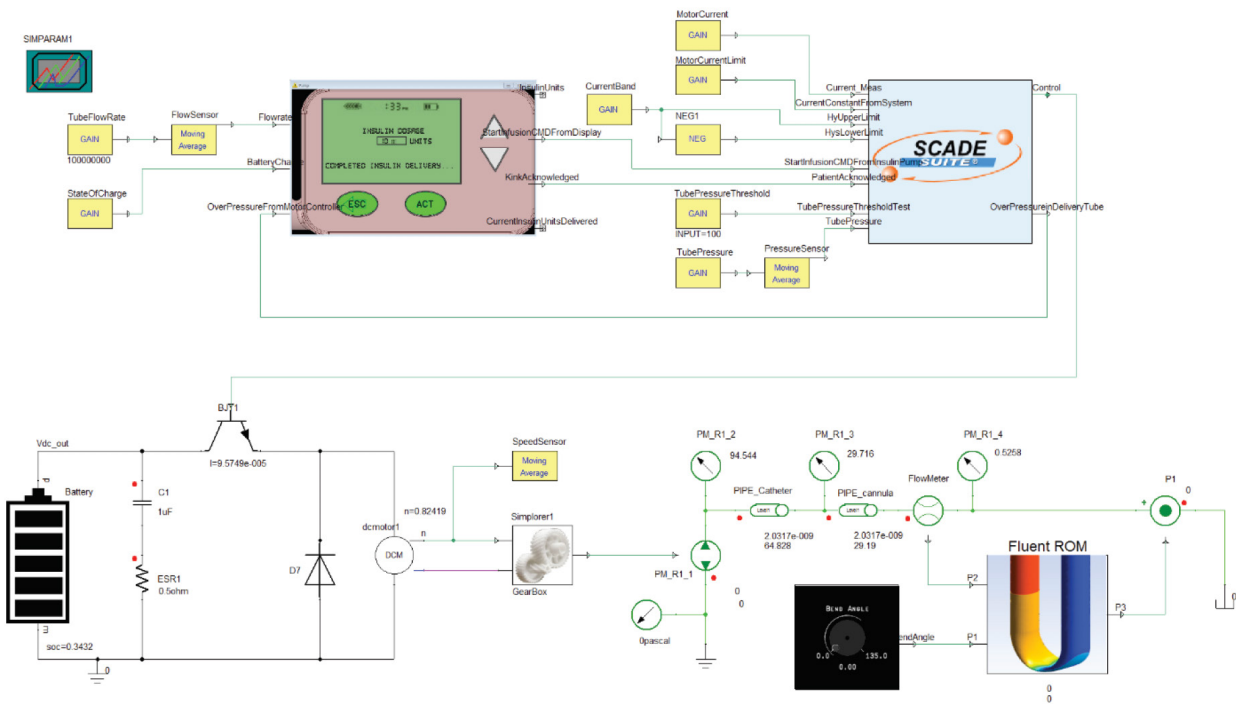 SIMPARAM1
TubeFlowRate
GAIN
100000000
FlowSensor
Moving
Average
Flowrate
StateOfCharge
GAIN
BatteryCharge
OverPressureFromMotorController
INSULIN DOSAGE
UNITS
COMPLETED INSULIN DELIVERY...
ESC
ACT
InsulinUnits
StartInfusionCMDFromDisplay
KinkAcknowledged
CurrentInsulinUnitsDelivered
MotorCurrent
GAIN
MotorCurrentLimit
GAIN
CurrentBand
GAIN
NEG1
NEG
TubePressureThreshold
GAIN
INPUT=100
TubePressure
GAIN
PressureSensor
Moving
Average
Current_Meas
CurrentConstantFromSystem
HyUpperLimit
HysLowerLimit
StartInfusionCMDFromInsulinPump
PatientAcknowledged
TubePressureThresholdTest
TubePressure
SCADE
SUITE
Control
OverPressureinDeliveryTube
BJT1
I=9.5749e-005
Vdc_out
Battery
soc=0.3432
0
C1
1uF
ESR1
0.5ohm
D7
dcmotor1
DCM
n=0.82419
n
SpeedSensor
Moving
Average
Simplorer1
GearBox
PM_R1_1
0
0
0pascal
PM_R1_2
94.544
PM_R1_3
29.716
PM_R1_4
0.5258
PIPE_Catheter
LIMIT
2.0317e-009
64.828
PIPE_cannula
LIMIT
2.0317e-009
29.19
FlowMeter
P1
0
0
BEND ANGLE
0.0
135.0
0.00
endAngle
P1
P2
P3
Fluent ROM
0
0